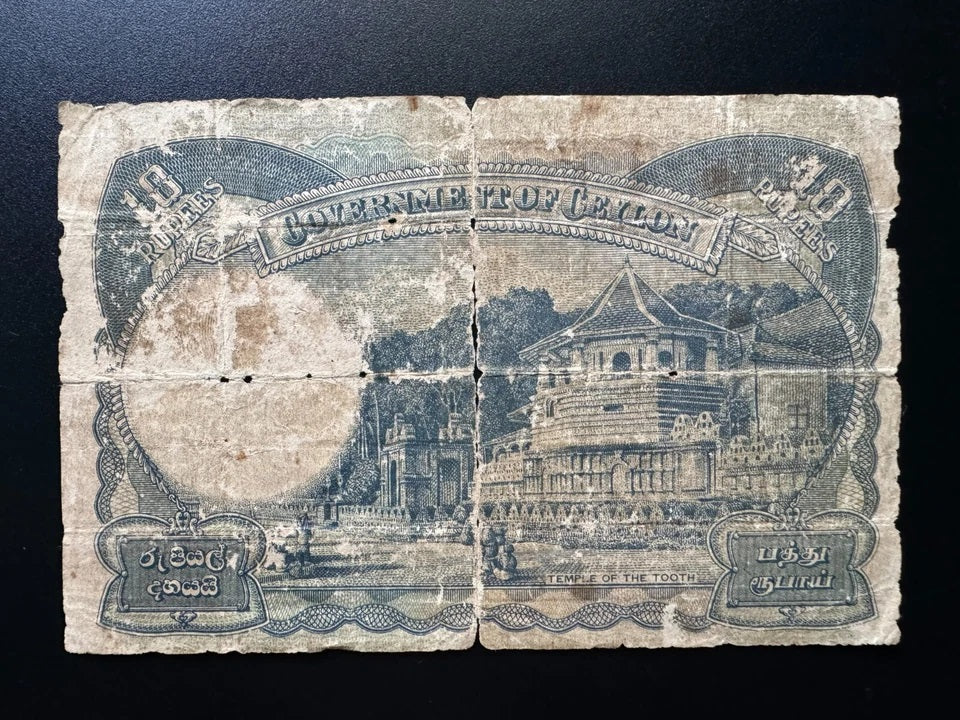 10
RUPEES
GOVERNMENT OF CEYLON
10
RUPEES
රුපියල්
දහයයි
TEMPLE OF THE TOOTH
பத்து
ரூபாய்